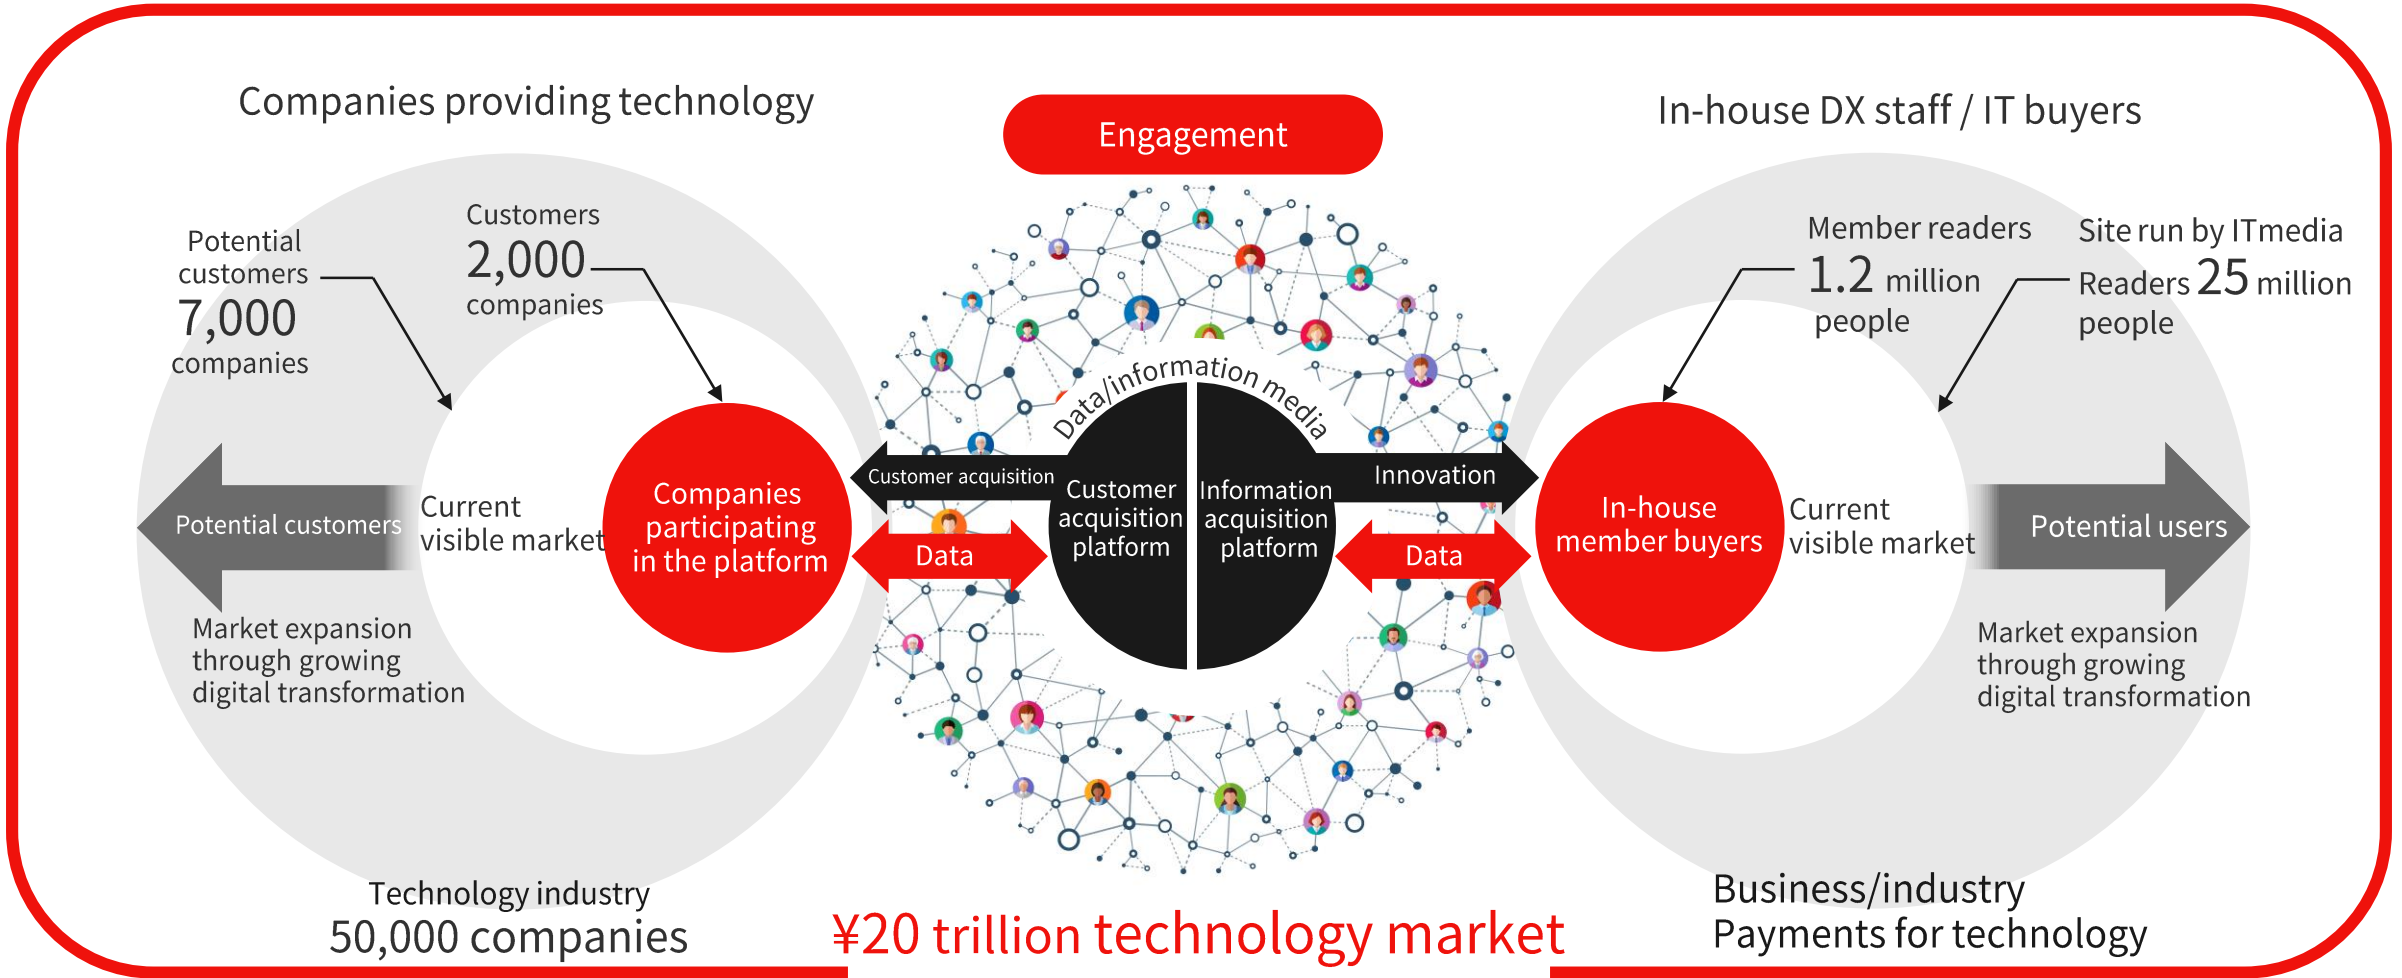 Companies providing technology
Engagement
In-house DX staff / IT buyers
Potential
customers
7,000
companies
Customers
2,000
companies
Member readers
1.2 million
people
Site run by ITmedia
Readers 25 million
people
Data/information media
Potential customers
Current
visible market
Companies
participating
in the platform
Customer acquisition
Data
Customer
acquisition
platform
Information
acquisition
platform
Innovation
Data
In-house
member buyers
Current
visible market
Potential users
Market expansion
through growing
digital transformation
Market expansion
through growing
digital transformation
Technology industry
50,000 companies
¥20 trillion technology market
Business/industry
Payments for technology